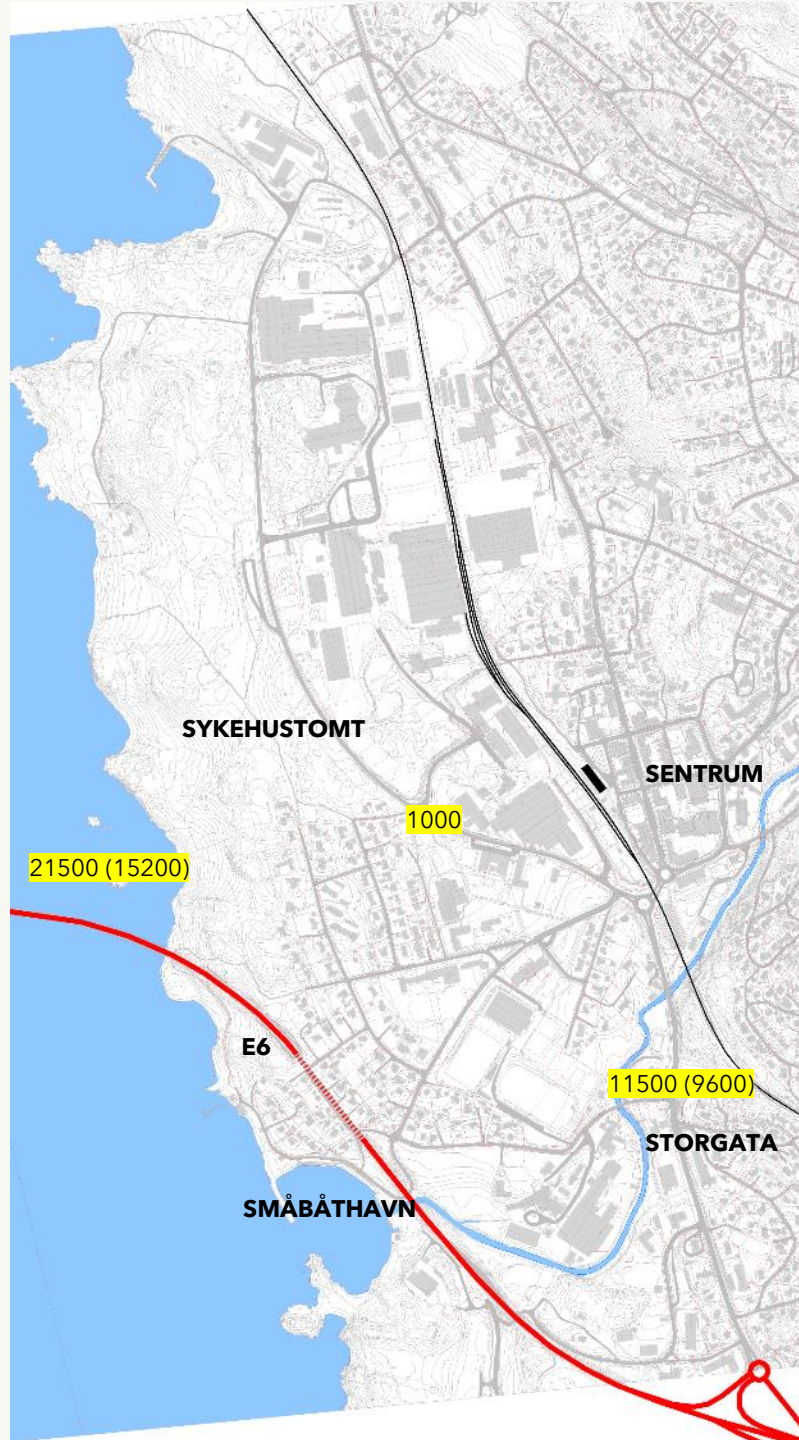 SYKEHUSTOMT
SENTRUM
1000
21500 (15200)
E6
11500 (9600)
STORGATA
SMÅBÅTHAVN